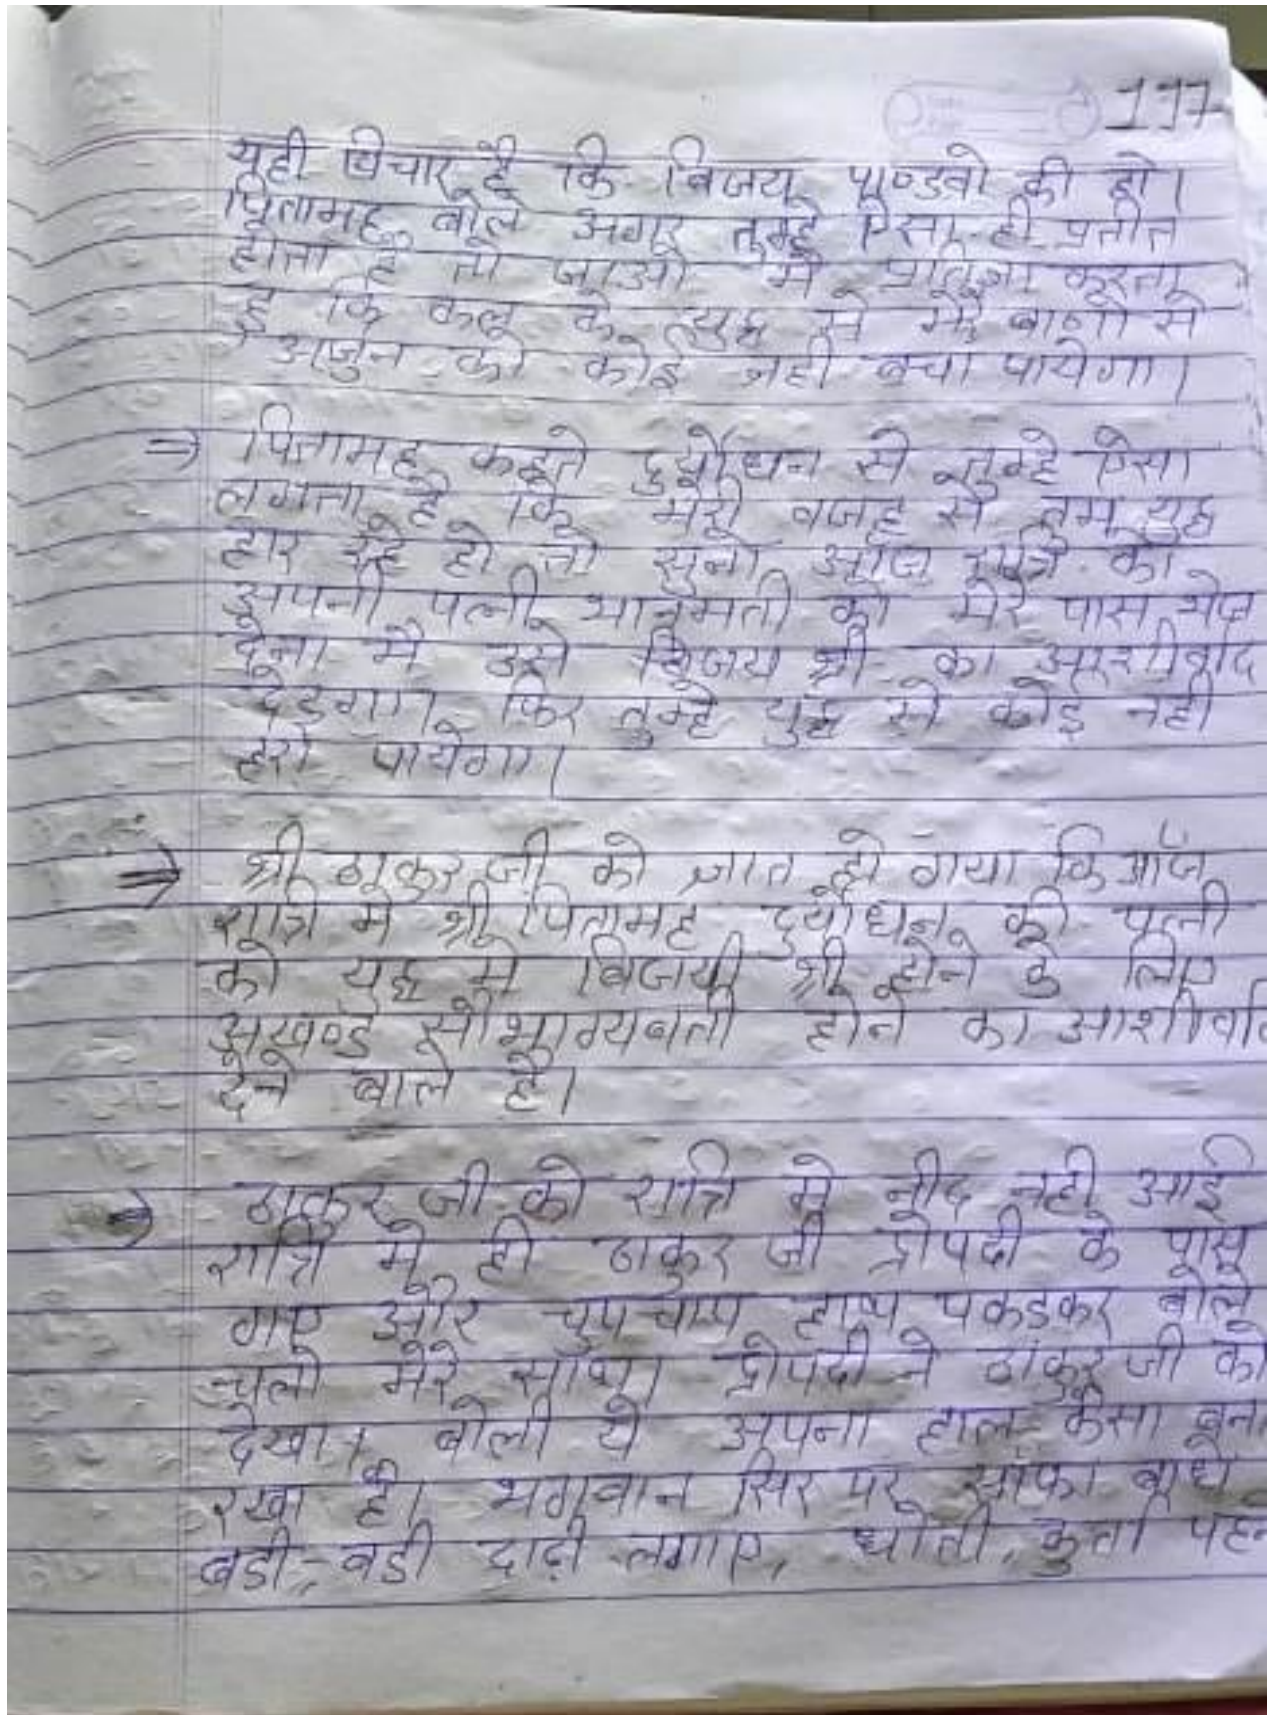 117
यही विचार है कि विजय पाण्डवो की हो।
पितामह बोले अगर तुम्हे ऐसा ही प्रतीत
होता है तो जाओ मै प्रतिज्ञा करता
हू कि कल के युद्ध से मेरे बाणो से
अर्जुन को कोई नही बचा पायेगा।
⇒ पितामह कहते दुर्योधन से तुम्हे ऐसा
लगता है कि मेरी वजह से तुम युद्ध
हार रहे हो तो सुनो आज रात्रि को
अपनी पत्नी भानुमती को मेरे पास भेज
देना मै उसे विजय श्री का आशीर्वाद
देउगा। फिर तुम्हे युद्ध से कोई नही
हरा पायेगा।
⇒ श्री ठाकुर जी को ज्ञात हो गया कि आज
रात्रि मे श्री पितामह दुर्योधन की पत्नी
को युद्ध मे विजयी श्री होने के लिए
अखण्ड सौभाग्यवती होने का आशीर्वाद
देने वाले है।
⇒ ठाकुर जी को रात्रि मे नीद नही आई
रात्रि मे ही ठाकुर जी द्रोपदी के पास
गए और चुपचाप हाथ पकडकर बोले
चलो मेरे साथ। द्रोपदी ने ठाकुर जी को
देखा। बोली ये अपना हाल कैसा बना
रखा है। भगवान सिर पर साफा बाधे
बडी-बडी दाढी लगाए, धोती, कुर्ता पहन